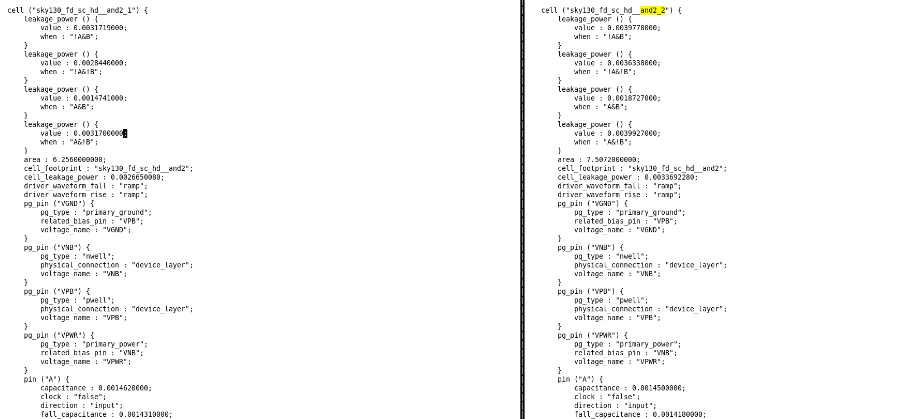 cell ("sky130_fd_sc_hd__and2_1") {
leakage_power () {
value : 0.0031719000;
when : "!A&B";
}
leakage_power () {
value : 0.0028440000;
when : "!A&!B";
}
leakage_power () {
value : 0.0014741000;
when : "A&B";
}
leakage_power () {
value : 0.0031700000;
when : "A&!B";
}
area : 6.2560000000;
cell_footprint : "sky130_fd_sc_hd__and2";
cell_leakage_power : 0.0026650080;
driver_waveform_fall : "ramp";
driver_waveform_rise : "ramp";
pg_pin ("VGND") {
pg_type : "primary_ground";
related_bias_pin : "VPB";
voltage_name : "VGND";
}
pg_pin ("VNB") {
pg_type : "nwell";
physical_connection : "device_layer";
voltage_name : "VNB";
}
pg_pin ("VPB") {
pg_type : "pwell";
physical_connection : "device_layer";
voltage_name : "VPB";
}
pg_pin ("VPWR") {
pg_type : "primary_power";
related_bias_pin : "VNB";
voltage_name : "VPWR";
}
pin ("A") {
capacitance : 0.0014620000;
clock : "false";
direction : "input";
fall_capacitance : 0.0014310000;
cell ("sky130_fd_sc_hd__and2_2") {
leakage_power () {
value : 0.0039770000;
when : "!A&B";
}
leakage_power () {
value : 0.0036330000;
when : "!A&!B";
}
leakage_power () {
value : 0.0018727000;
when : "A&B";
}
leakage_power () {
value : 0.0039927000;
when : "A&!B";
}
area : 7.5072000000;
cell_footprint : "sky130_fd_sc_hd__and2";
cell_leakage_power : 0.0033692280;
driver_waveform_fall : "ramp";
driver_waveform_rise : "ramp";
pg_pin ("VGND") {
pg_type : "primary_ground";
related_bias_pin : "VPB";
voltage_name : "VGND";
}
pg_pin ("VNB") {
pg_type : "nwell";
physical_connection : "device_layer";
voltage_name : "VNB";
}
pg_pin ("VPB") {
pg_type : "pwell";
physical_connection : "device_layer";
voltage_name : "VPB";
}
pg_pin ("VPWR") {
pg_type : "primary_power";
related_bias_pin : "VNB";
voltage_name : "VPWR";
}
pin ("A") {
capacitance : 0.0014500000;
clock : "false";
direction : "input";
fall_capacitance : 0.0014180000;